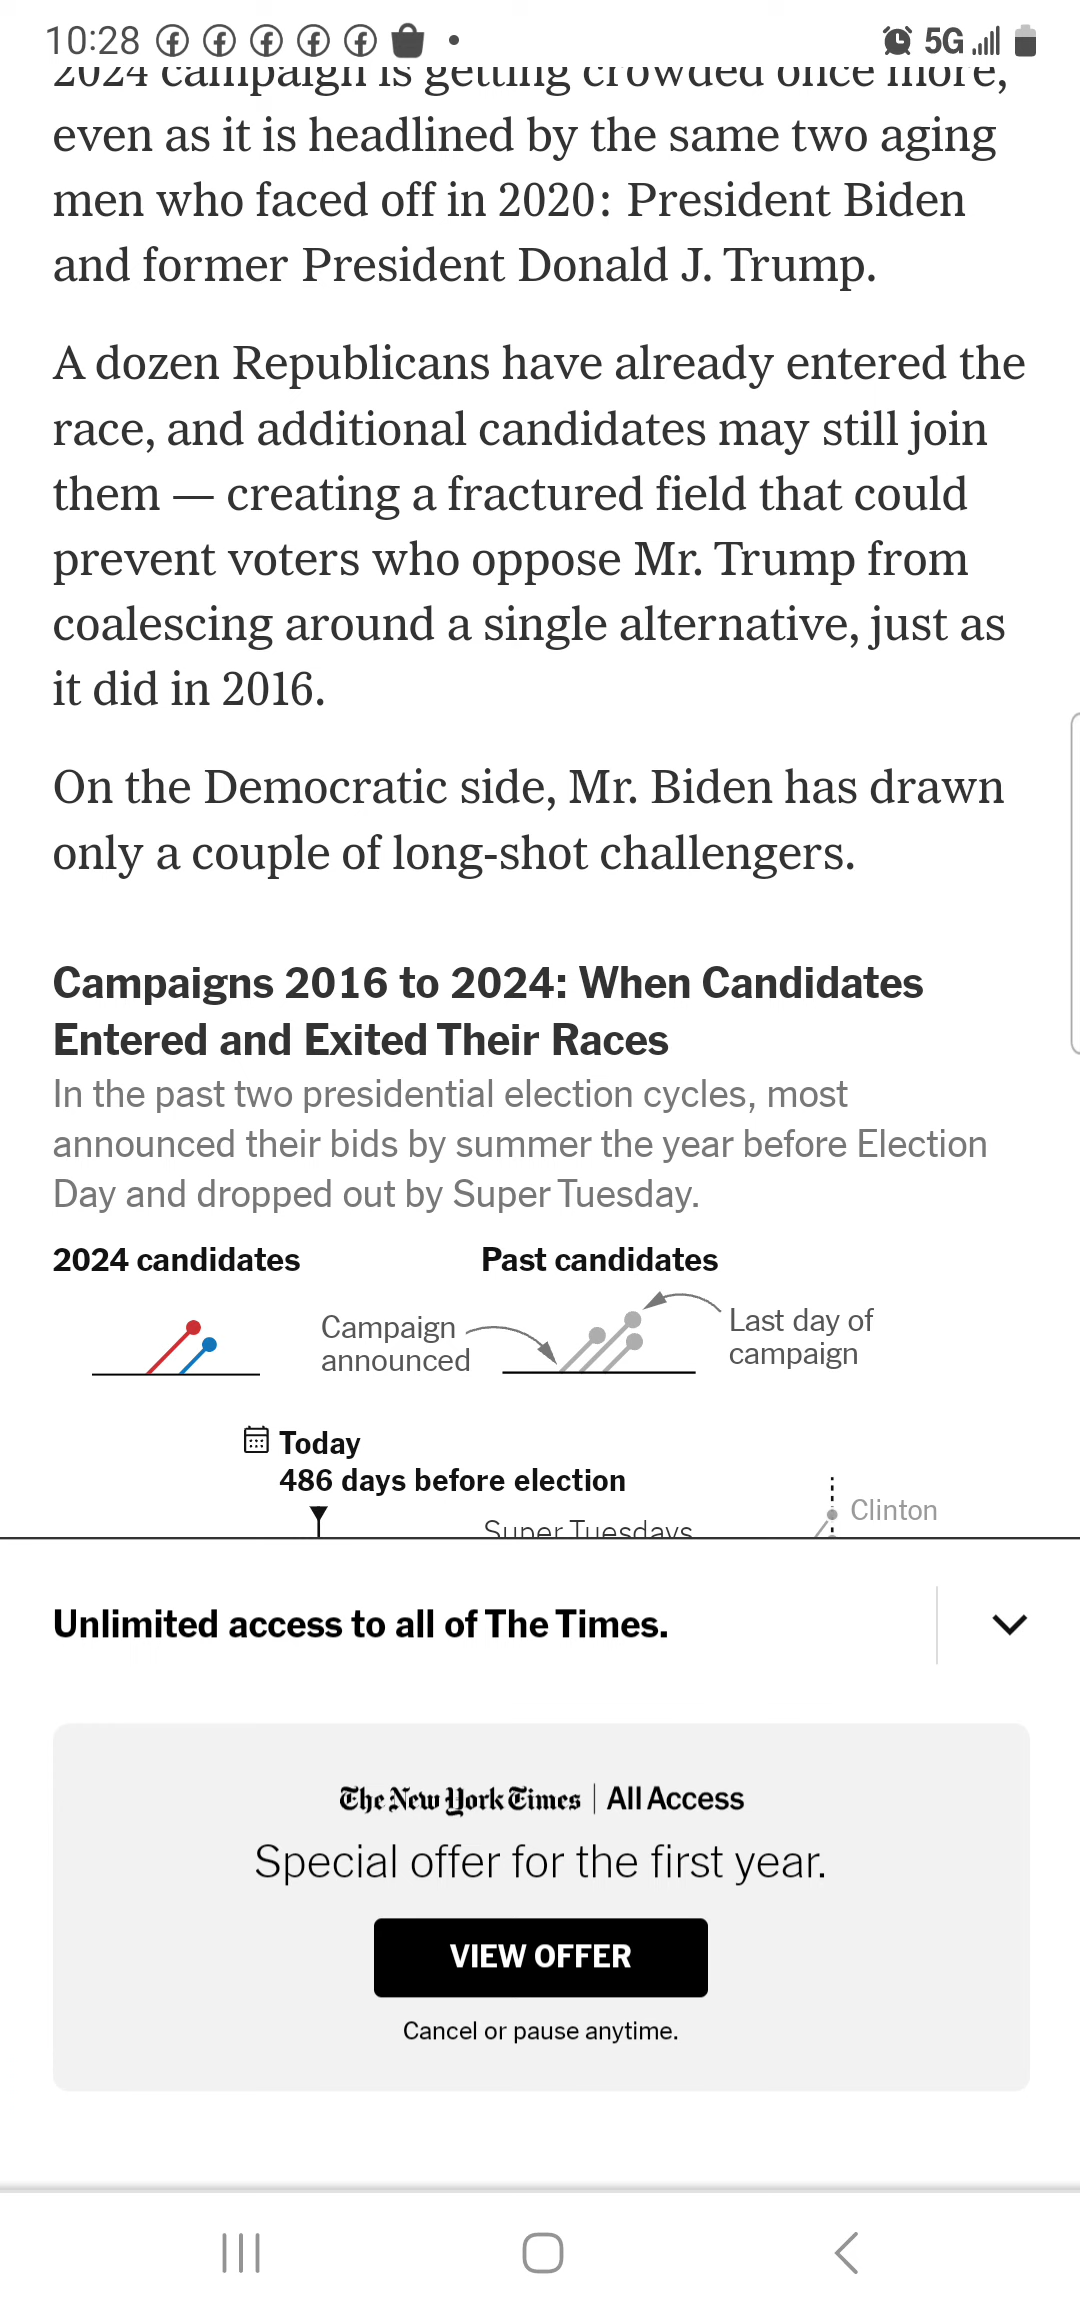 10:28
5G
2024 campaign is getting crowded once more,
even as it is headlined by the same two aging
men who faced off in 2020: President Biden
and former President Donald J. Trump.
A dozen Republicans have already entered the
race, and additional candidates may still join
them — creating a fractured field that could
prevent voters who oppose Mr. Trump from
coalescing around a single alternative, just as
it did in 2016.
On the Democratic side, Mr. Biden has drawn
only a couple of long-shot challengers.
Campaigns 2016 to 2024: When Candidates
Entered and Exited Their Races
In the past two presidential election cycles, most
announced their bids by summer the year before Election
Day and dropped out by Super Tuesday.
2024 candidates
Past candidates
Campaign
announced
Last day of
campaign
Today
486 days before election
Clinton
Super Tuesdays
Unlimited access to all of The Times.
The New York Times | All Access
Special offer for the first year.
VIEW OFFER
Cancel or pause anytime.